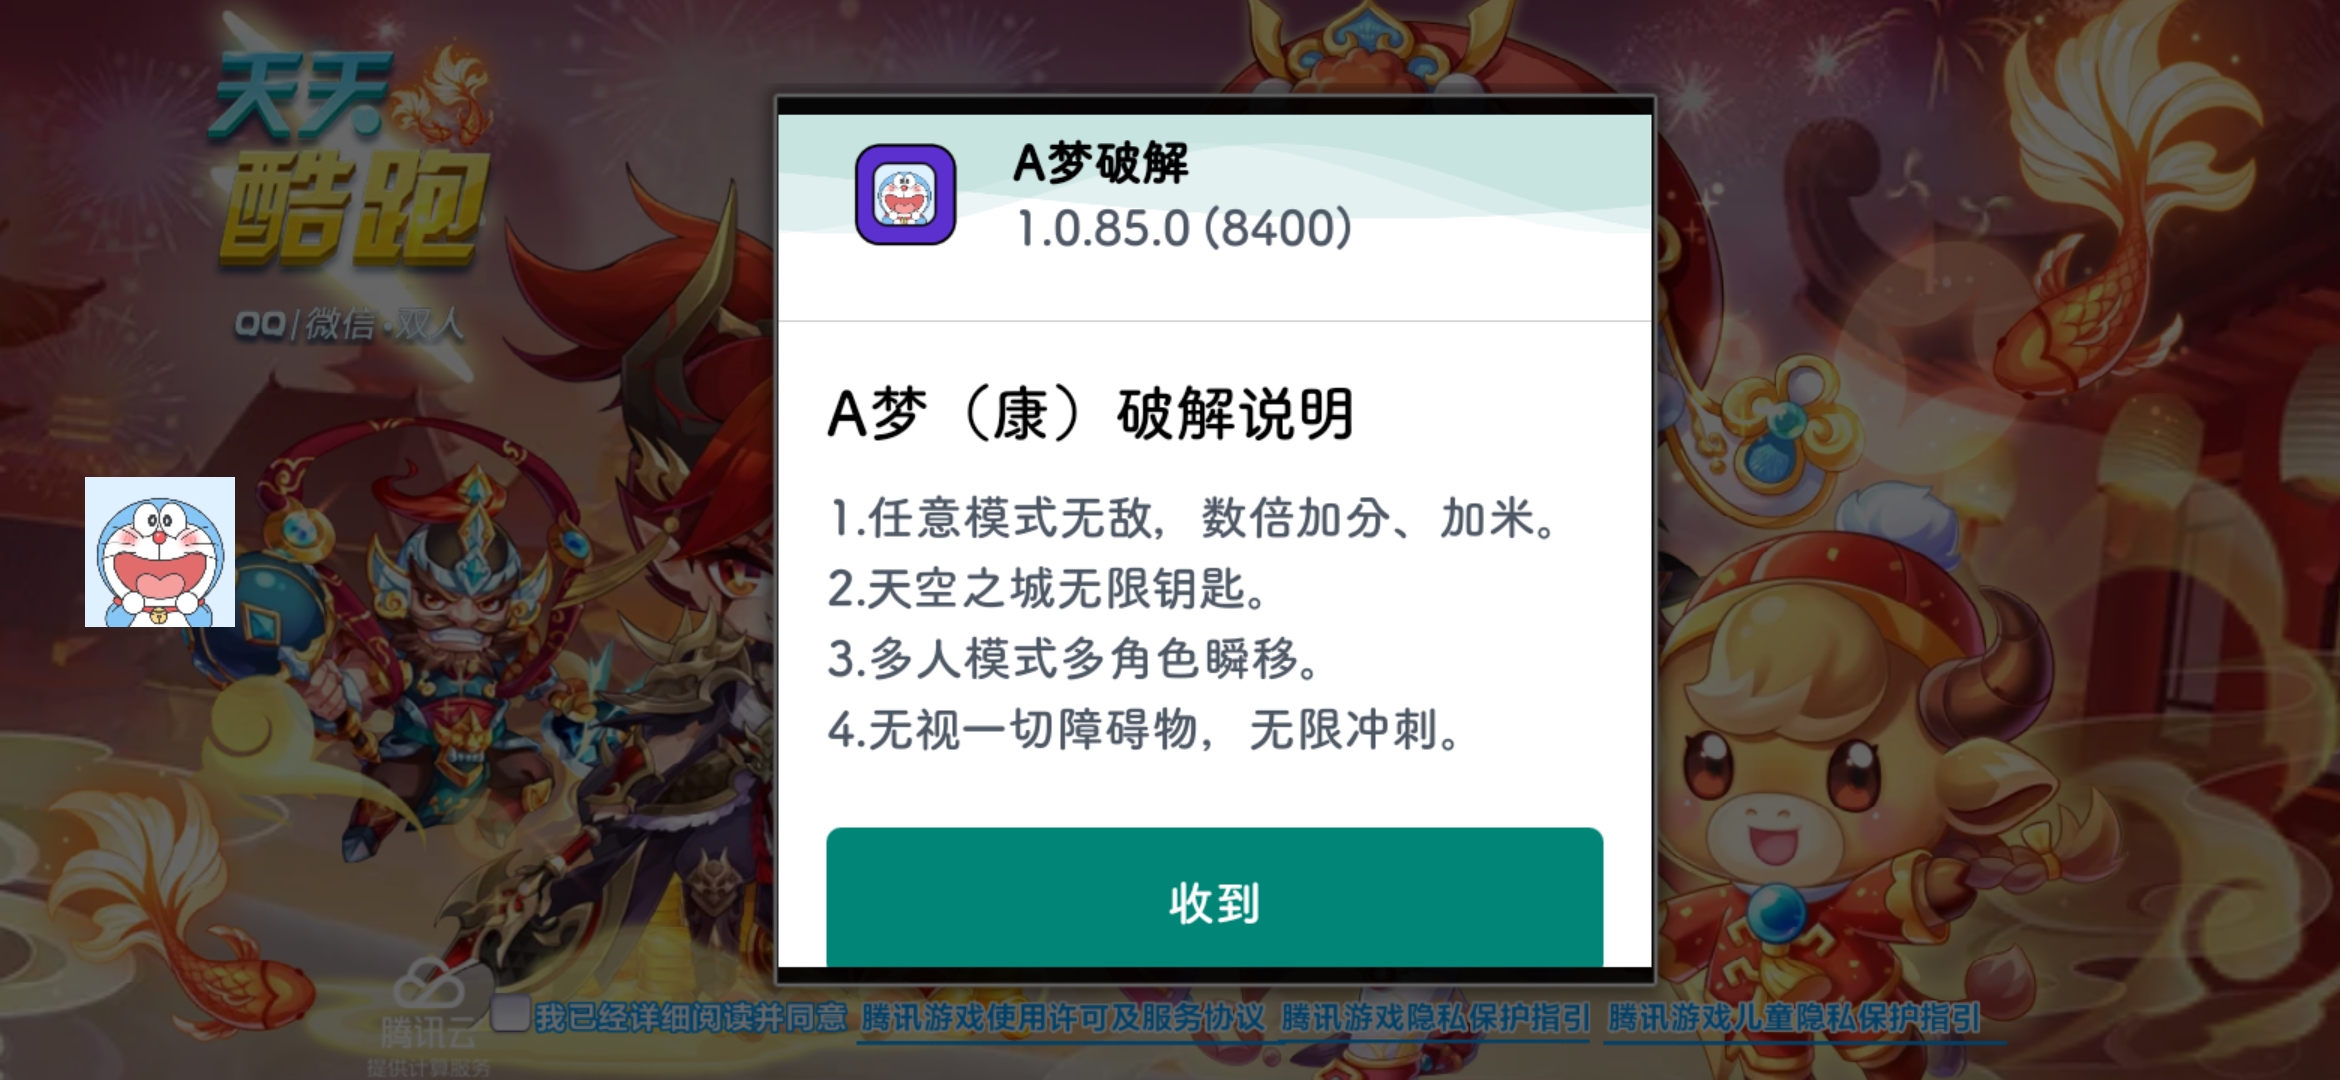 天天
酷跑
QQ|微信·双人
A梦破解
1.0.85.0 (8400)
A梦（康）破解说明
1.任意模式无敌，数倍加分、加米。
2.天空之城无限钥匙。
3.多人模式多角色瞬移。
4.无视一切障碍物，无限冲刺。
收到
腾讯云
提供计算服务
我已经详细阅读并同意 腾讯游戏使用许可及服务协议 腾讯游戏隐私保护指引 腾讯游戏儿童隐私保护指引